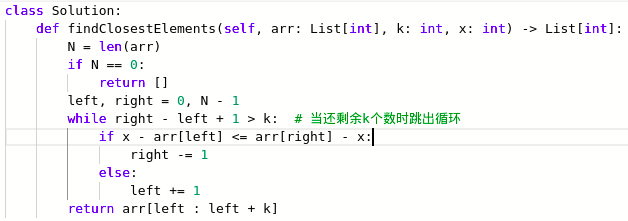 class Solution:
    def findClosestElements(self, arr: List[int], k: int, x: int) -> List[int]:
        N = len(arr)
        if N == 0:
            return []
        left, right = 0, N - 1
        while right - left + 1 > k:  # 当还剩余k个数时跳出循环
            if x - arr[left] <= arr[right] - x:
                right -= 1
            else:
                left += 1
        return arr[left : left + k]